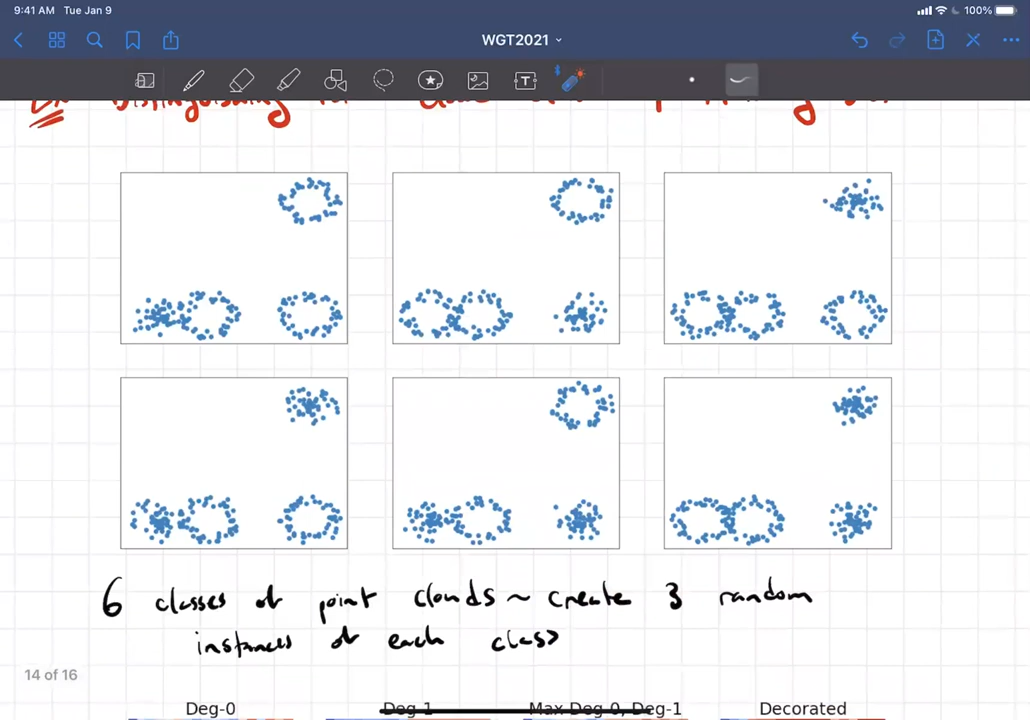 9:41 AM Tue Jan 9
100%
WGT2021
T
6 classes of point clouds ~ create 3 random
instances of each class
14 of 16
Deg-0 Deg-1 Max Deg-0, Deg-1 Decorated